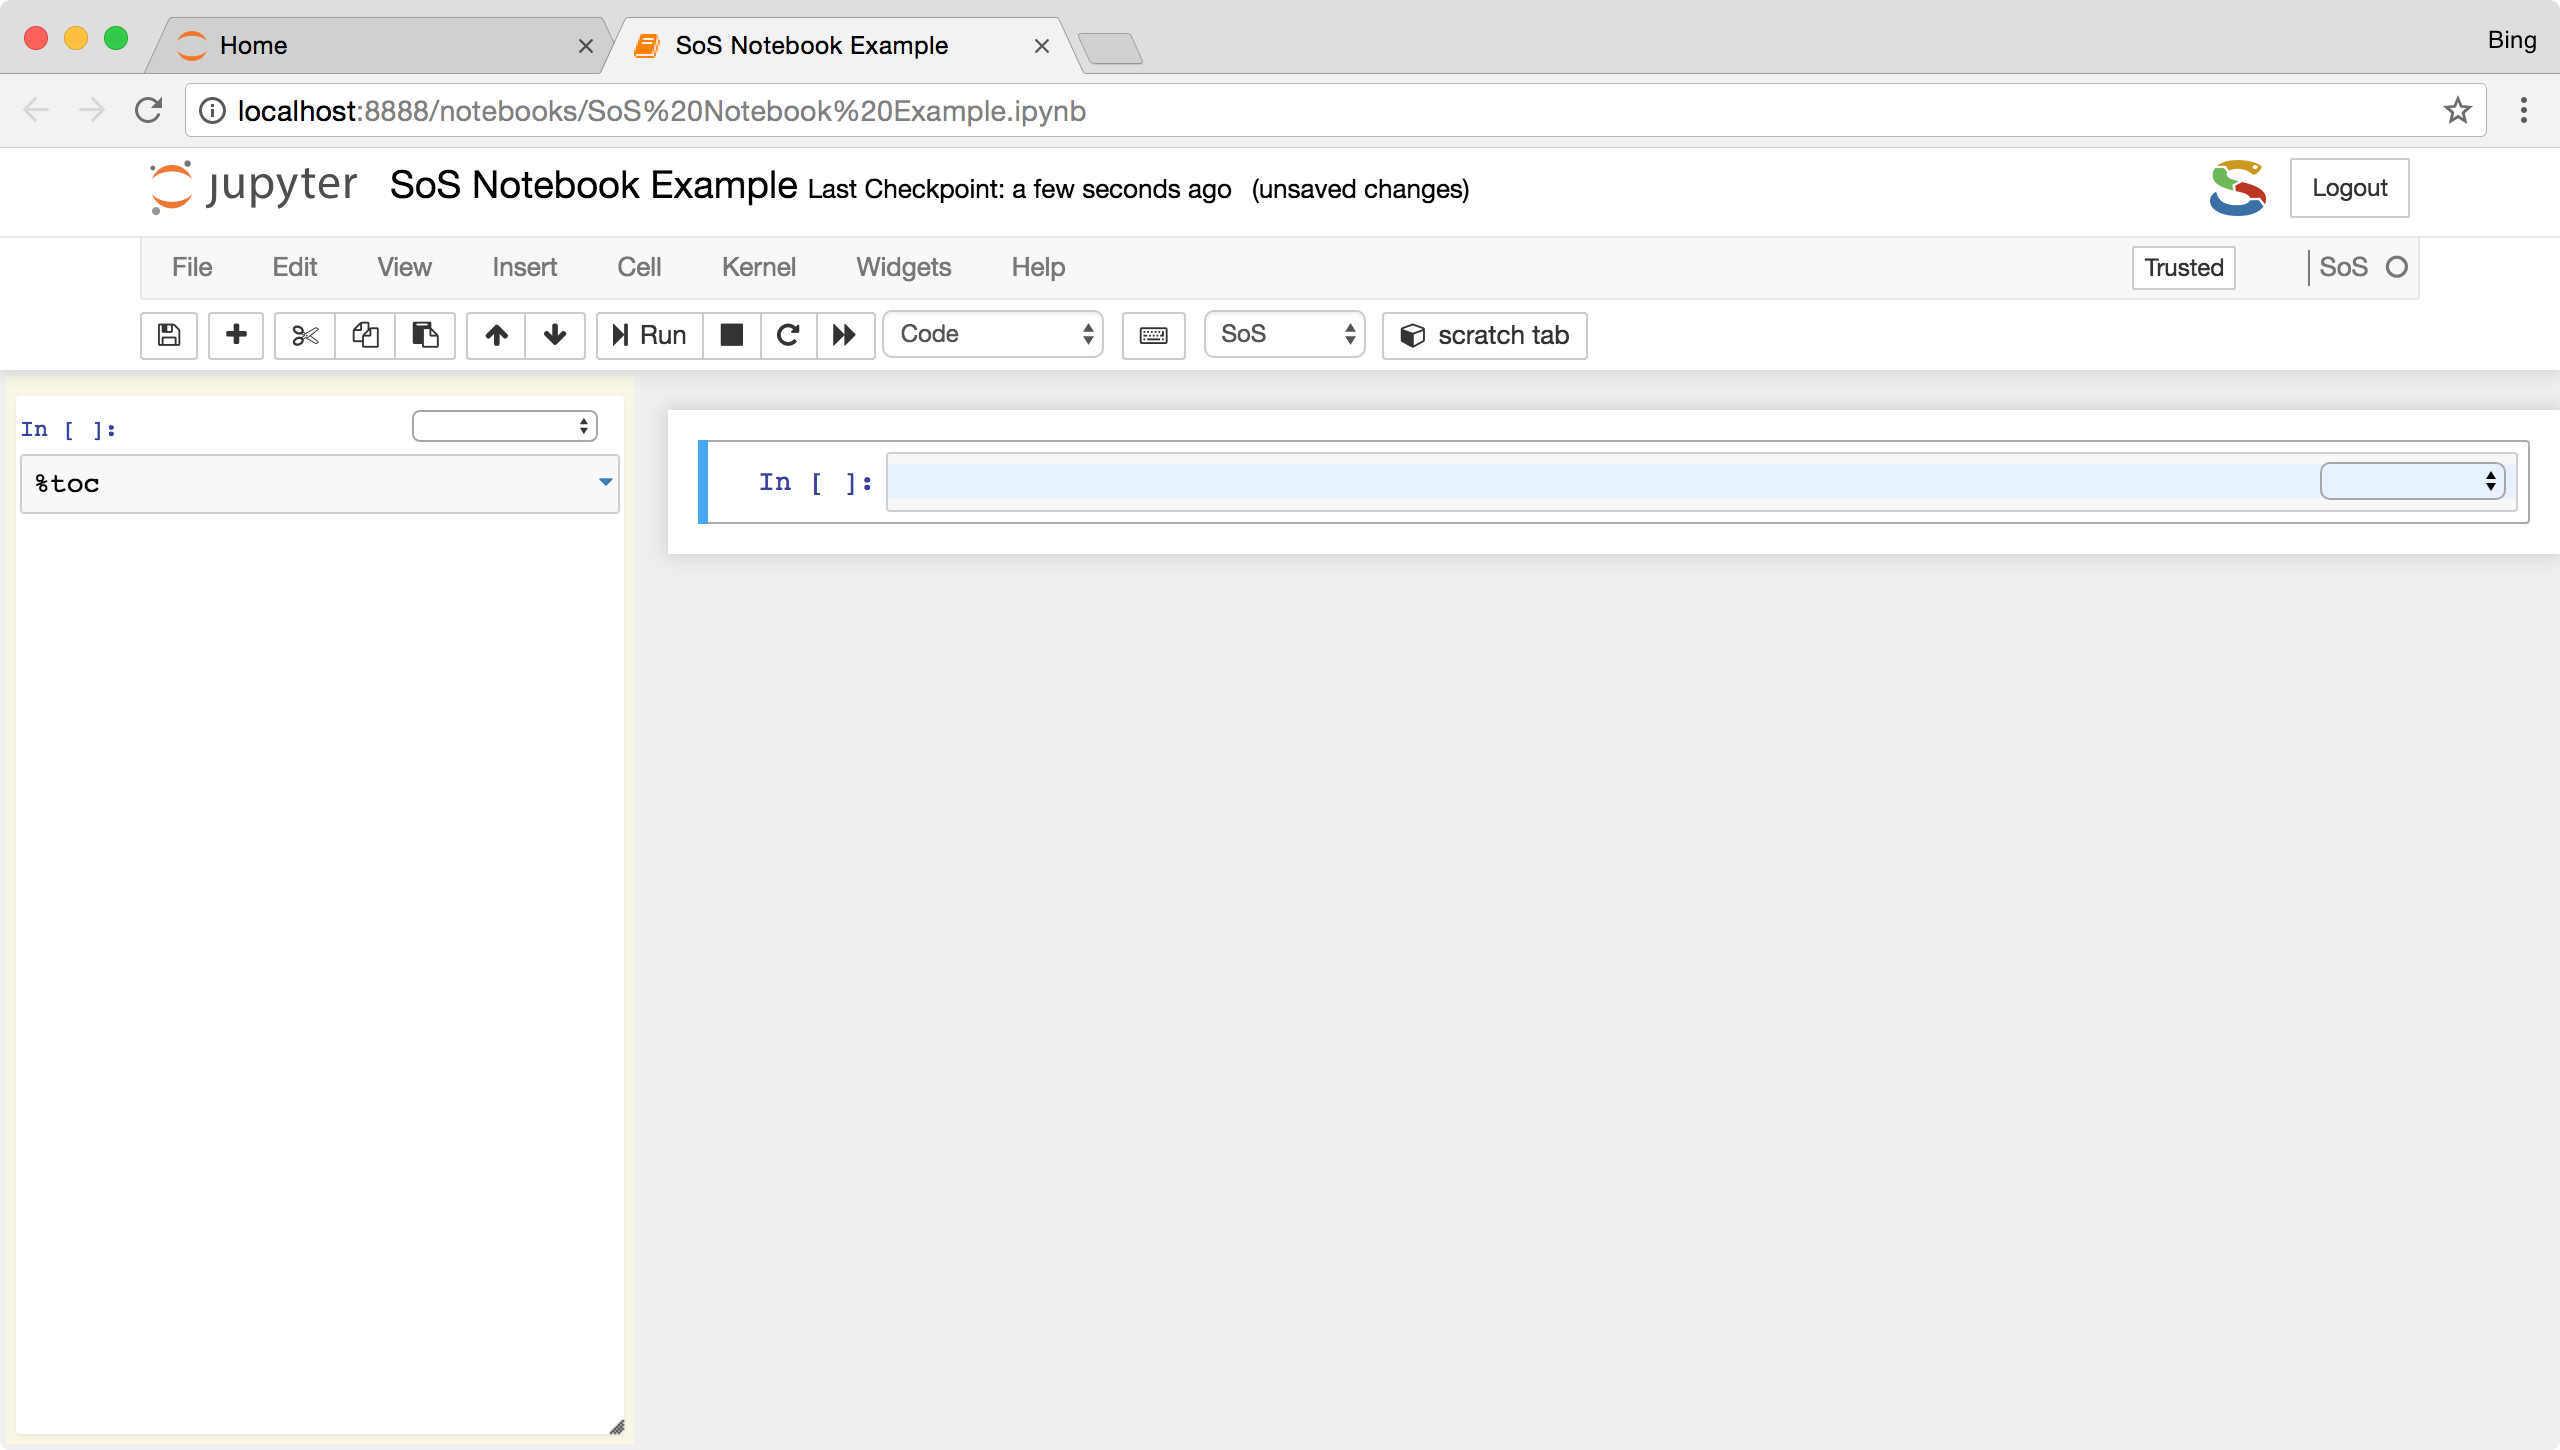 Home
SoS Notebook Example
Bing
localhost:8888/notebooks/SoS%20Notebook%20Example.ipynb
jupyter SoS Notebook Example Last Checkpoint: a few seconds ago (unsaved changes)
Logout
File Edit View Insert Cell Kernel Widgets Help Trusted SoS
Run Code SoS scratch tab
In [ ]:
%toc
In [ ]: